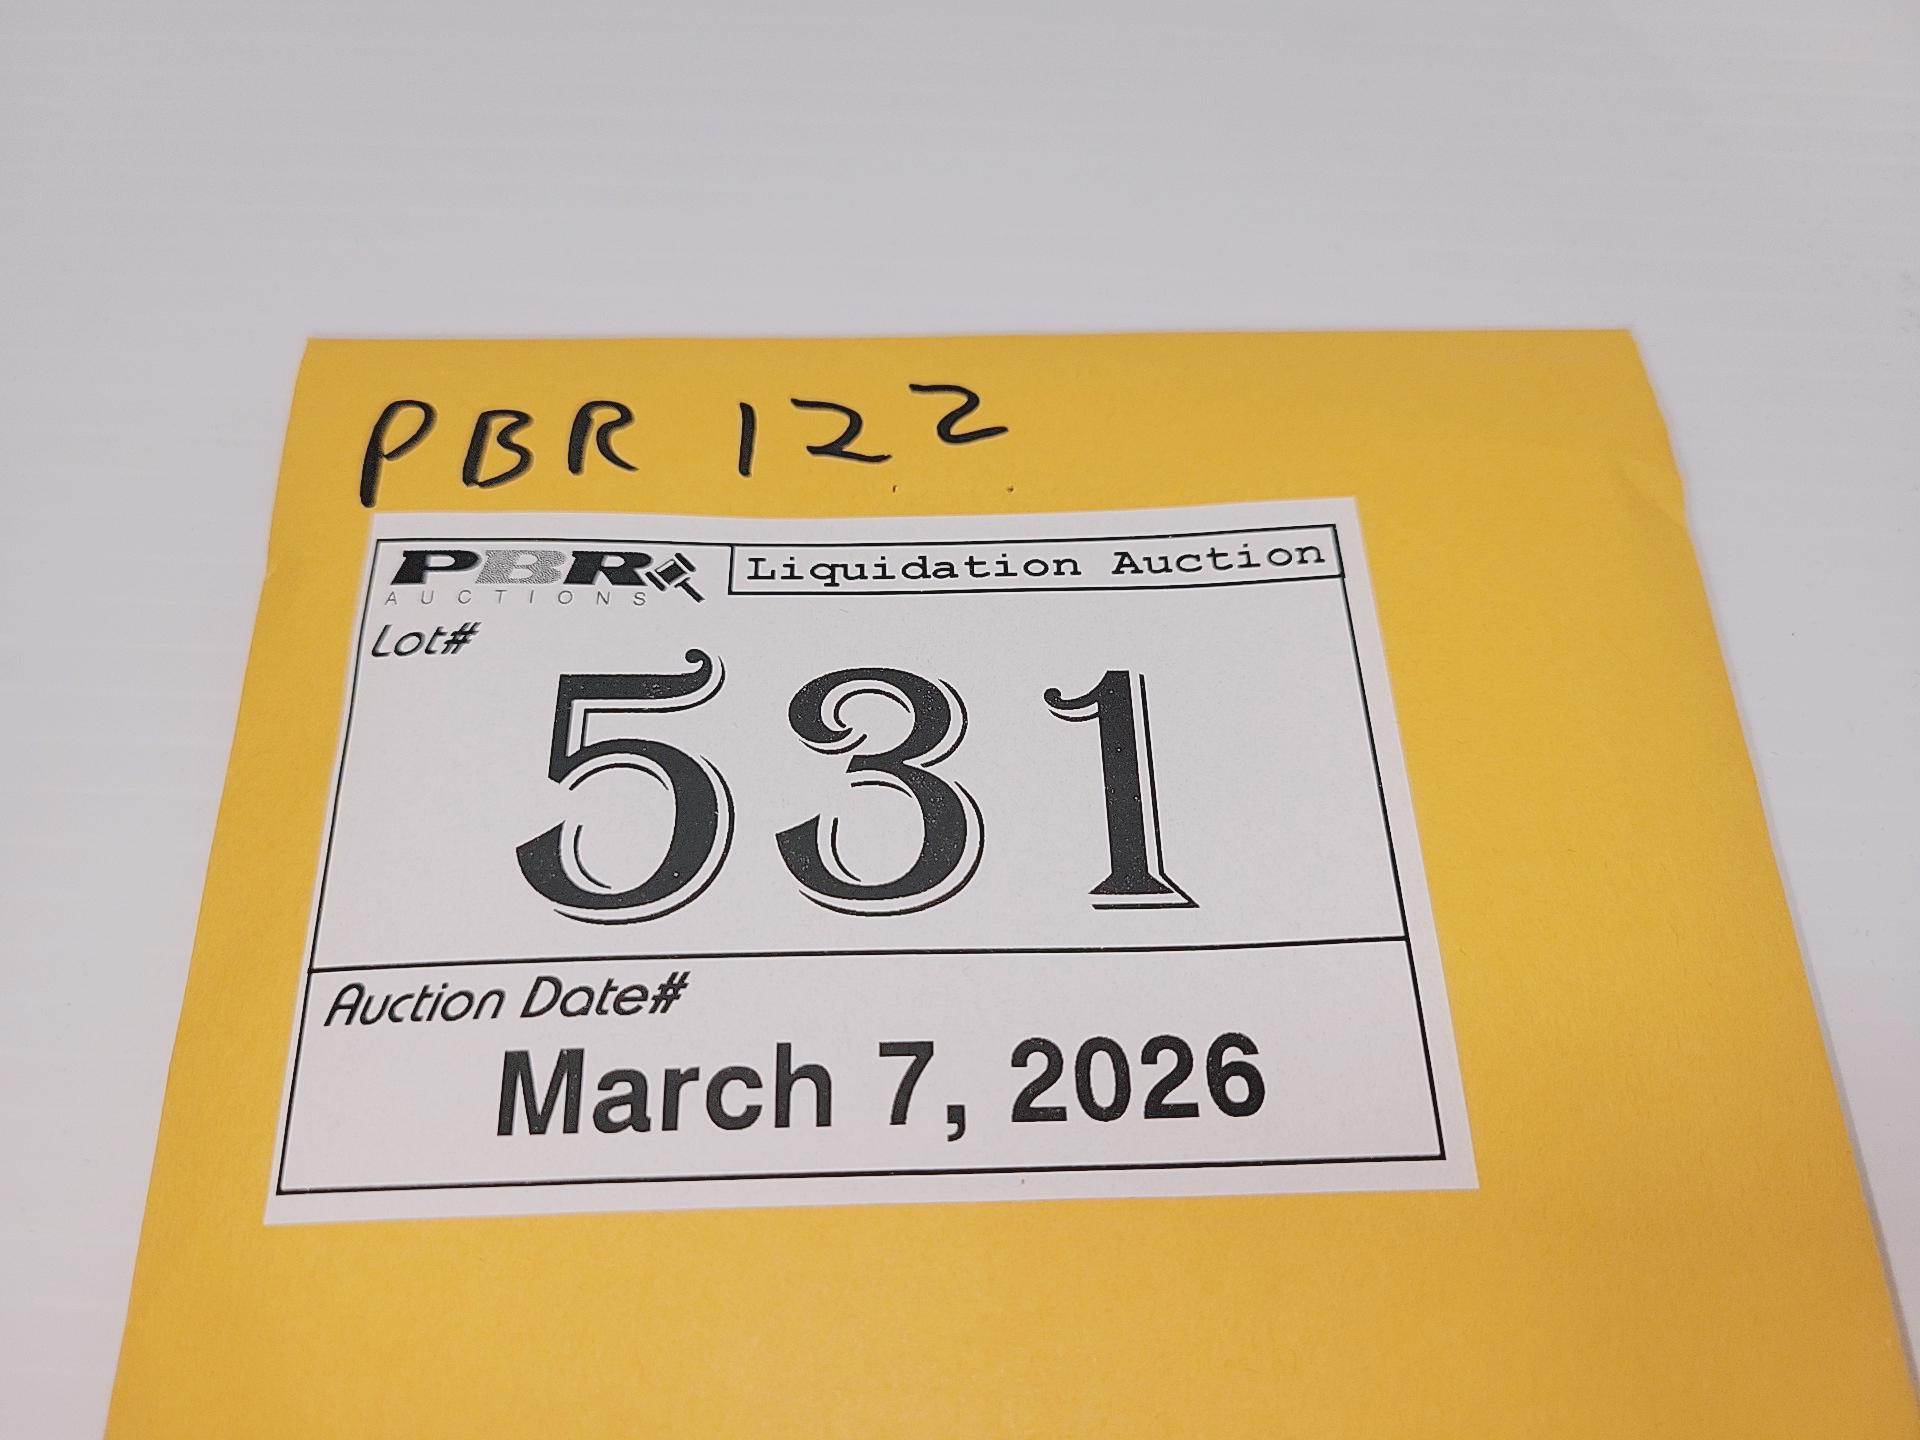 PBR 122
PBR Liquidation Auction
AUCTIONS
Lot#
531
Auction Date#
March 7, 2026